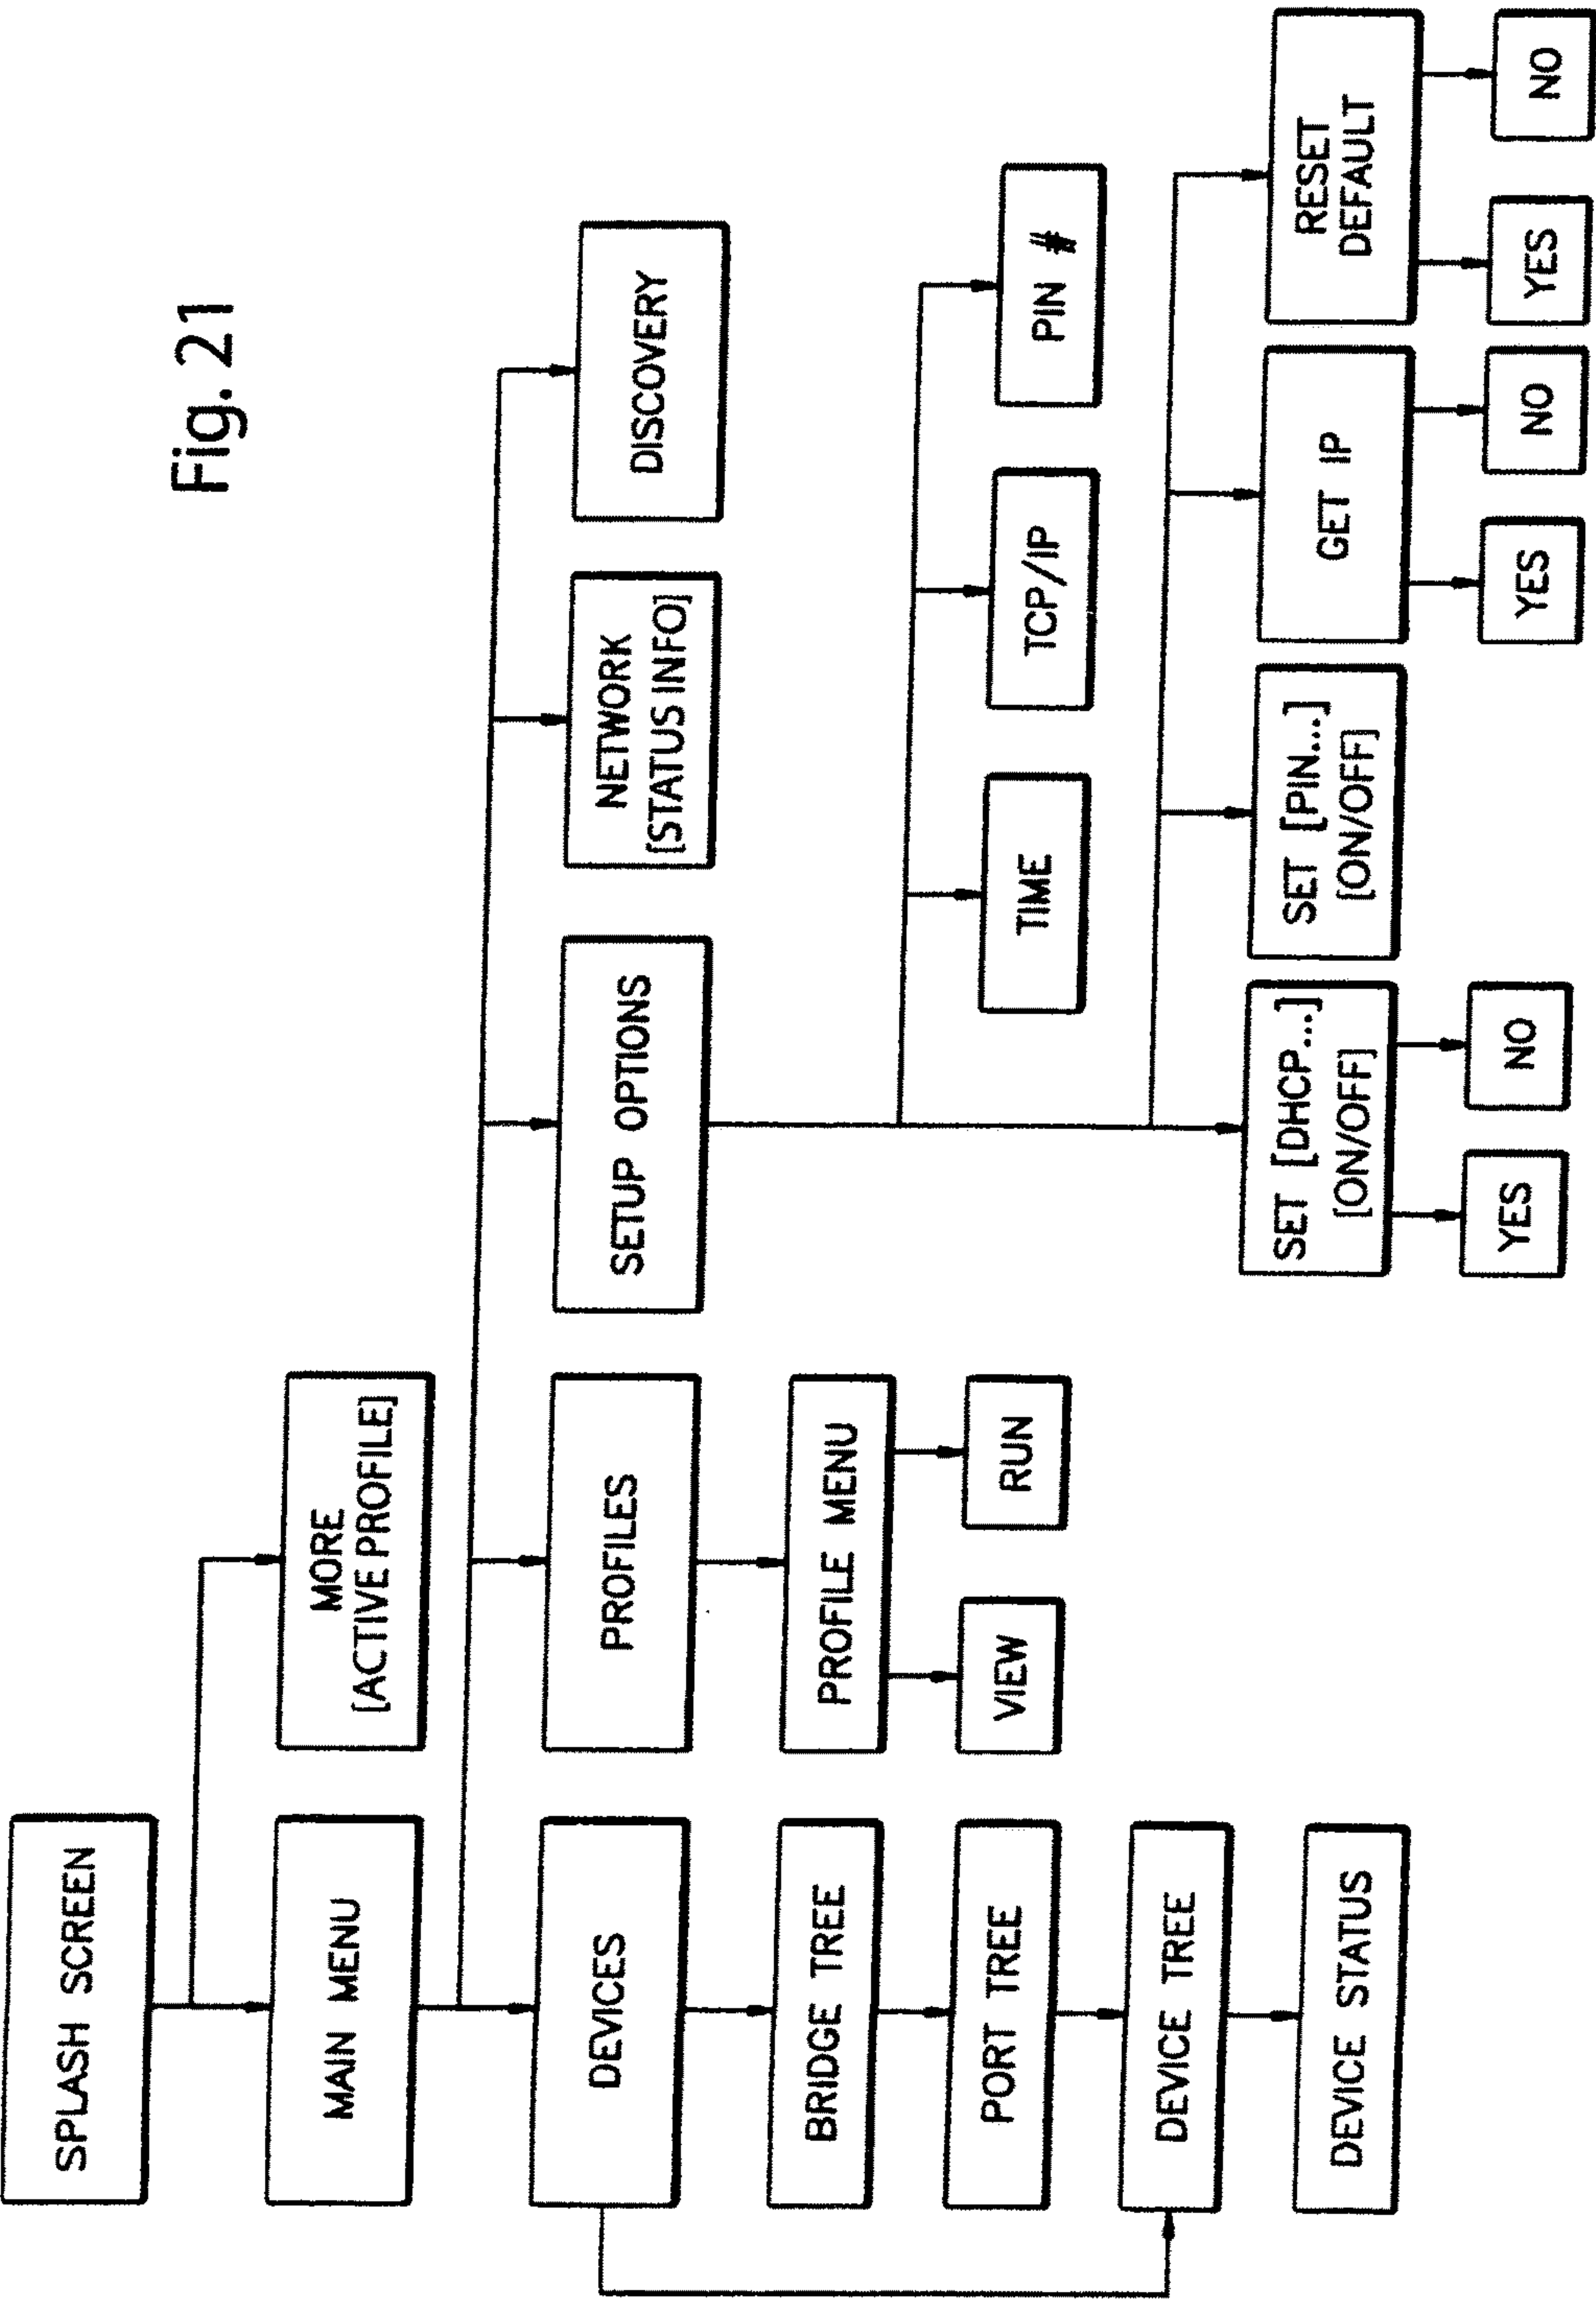 Fig. 21
SPLASH SCREEN
MAIN MENU
MORE
[ACTIVE PROFILE]
DEVICES
PROFILES
SETUP OPTIONS
NETWORK
[STATUS INFO]
DISCOVERY
BRIDGE TREE
PROFILE MENU
PORT TREE
VIEW
RUN
TIME
TCP/IP
PIN #
DEVICE TREE
DEVICE STATUS
SET [DHCP...]
[ON/OFF]
SET [PIN...]
[ON/OFF]
GET IP
RESET
DEFAULT
YES
NO
YES
NO
YES
NO